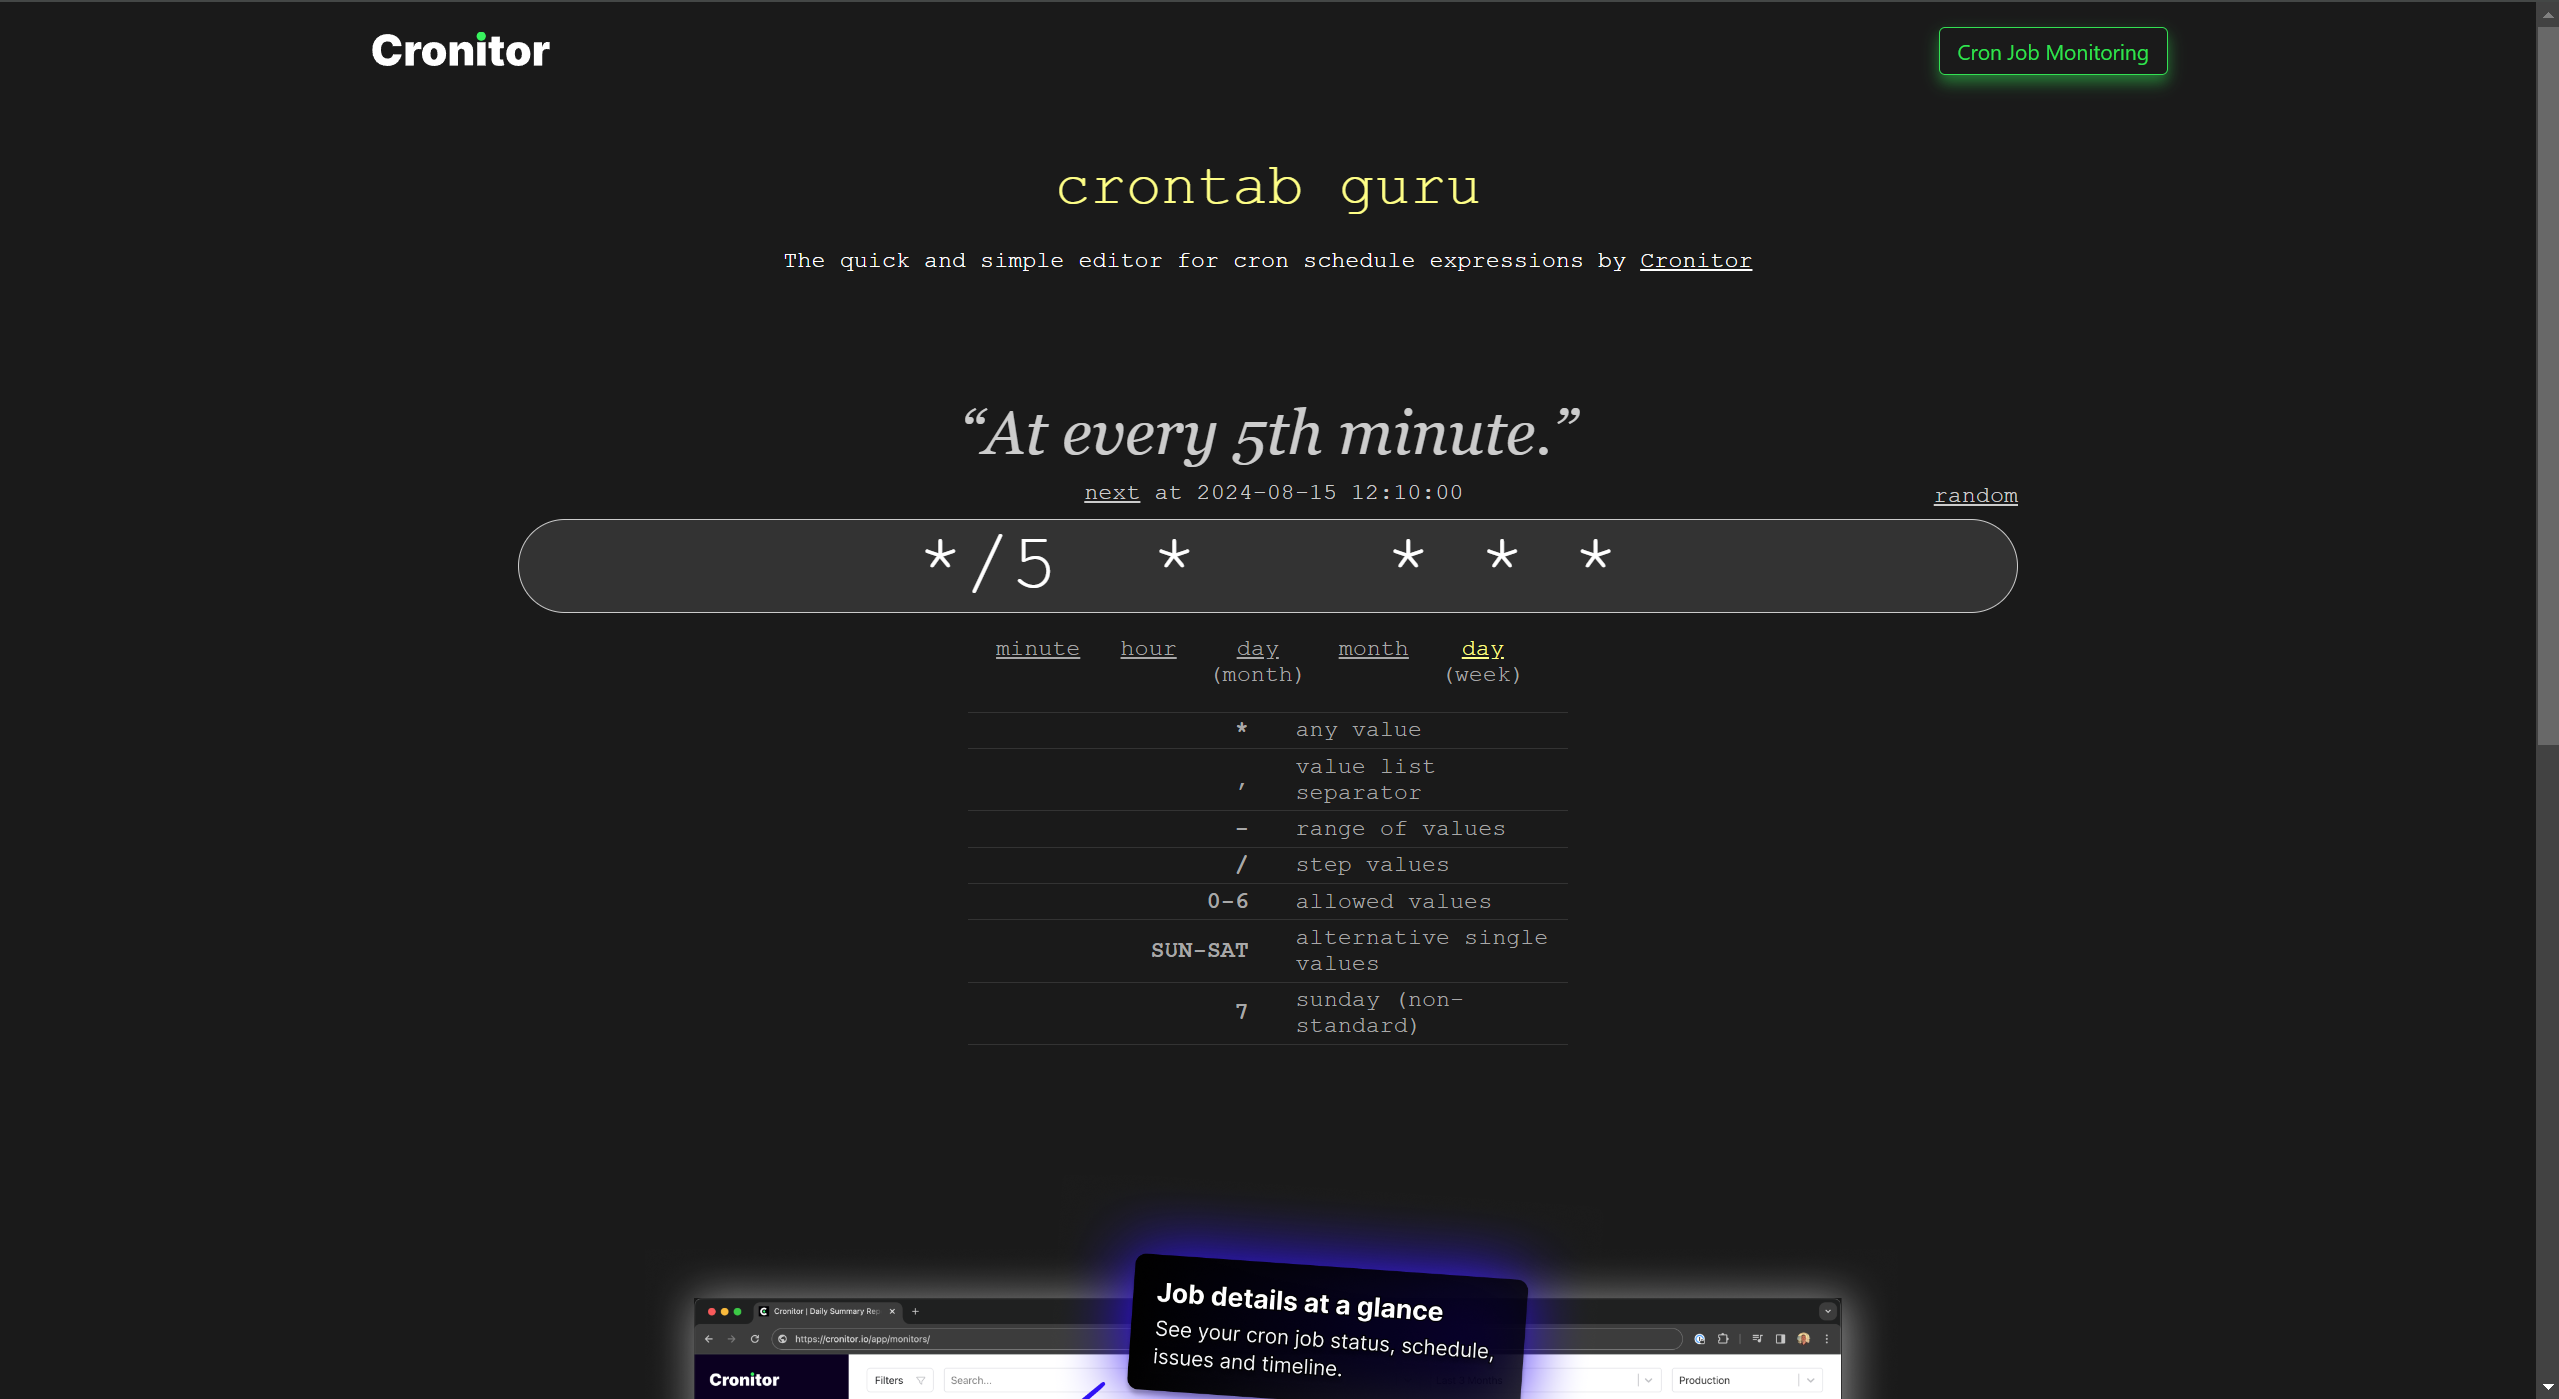 Cronitor
Cron Job Monitoring
crontab guru
The quick and simple editor for cron schedule expressions by Cronitor
“At every 5th minute.”
next at 2024-08-15 12:10:00
random
*/5 * * * *
minute hour day month day
(month) (week)
* any value
, value list
separator
- range of values
/ step values
0-6 allowed values
SUN-SAT alternative single
values
7 sunday (non-
standard)
Job details at a glance
See your cron job status, schedule,
issues and timeline.
Cronitor | Daily Summary Rep
https://cronitor.io/app/monitors/
Cronitor
Filters
Search...
Production